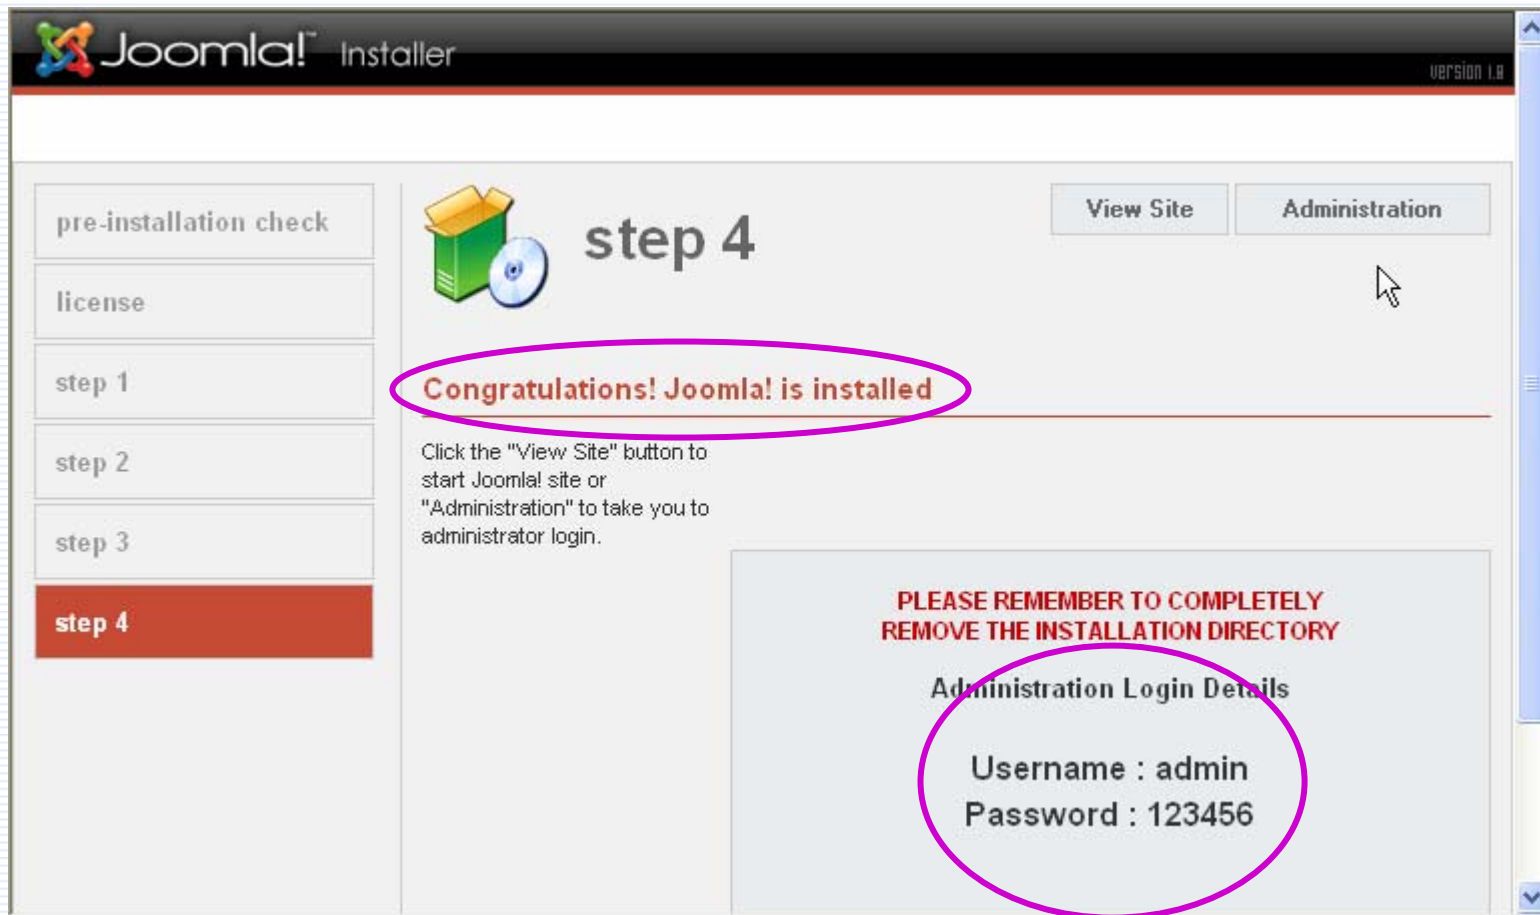 Joomla!™ Installer
version 1.0
pre-installation check
license
step 1
step 2
step 3
step 4
step 4
View Site
Administration
Congratulations! Joomla! is installed
Click the "View Site" button to
start Joomla! site or
"Administration" to take you to
administrator login.
PLEASE REMEMBER TO COMPLETELY
REMOVE THE INSTALLATION DIRECTORY
Administration Login Details
Username : admin
Password : 123456